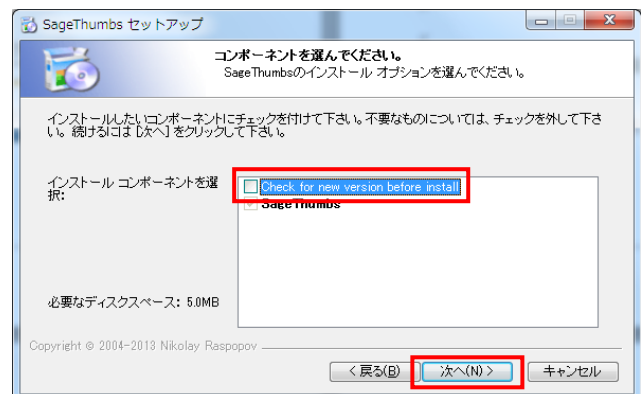 SageThumbs セットアップ
コンポーネントを選んでください。
SageThumbsのインストール オプションを選んでください。
インストールしたいコンポーネントにチェックを付けて下さい。不要なものについては、チェックを外して下さ
い。続けるには [次へ] をクリックして下さい。
インストール コンポーネントを選
択:
Check for new version before install
SageThumbs
必要なディスクスペース: 5.0MB
Copyright © 2004-2013 Nikolay Raspopov
< 戻る(B)
次へ(N) >
キャンセル